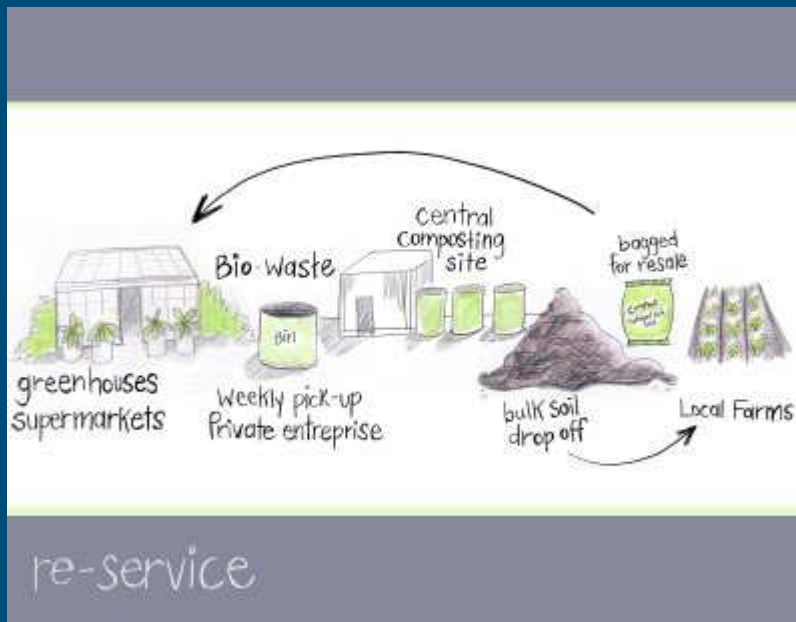 Bio-waste
central
composting
site
bagged
for resale
Bin
greenhouses
supermarkets
weekly pick-up
Private entreprise
bulk soil
drop off
Local Farms
re-service